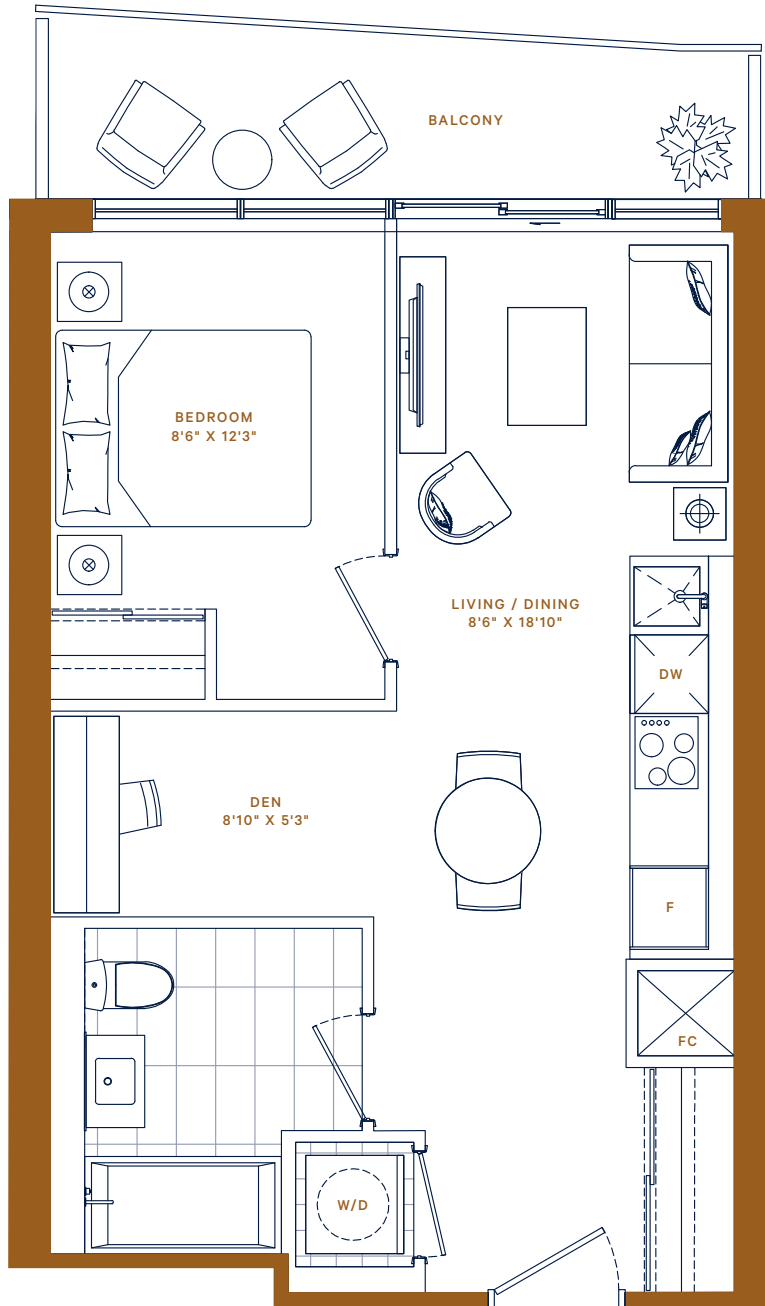 BALCONY
BEDROOM
8'6" X 12'3"
LIVING / DINING
8'6" X 18'10"
DW
DEN
8'10" X 5'3"
F
FC
W/D